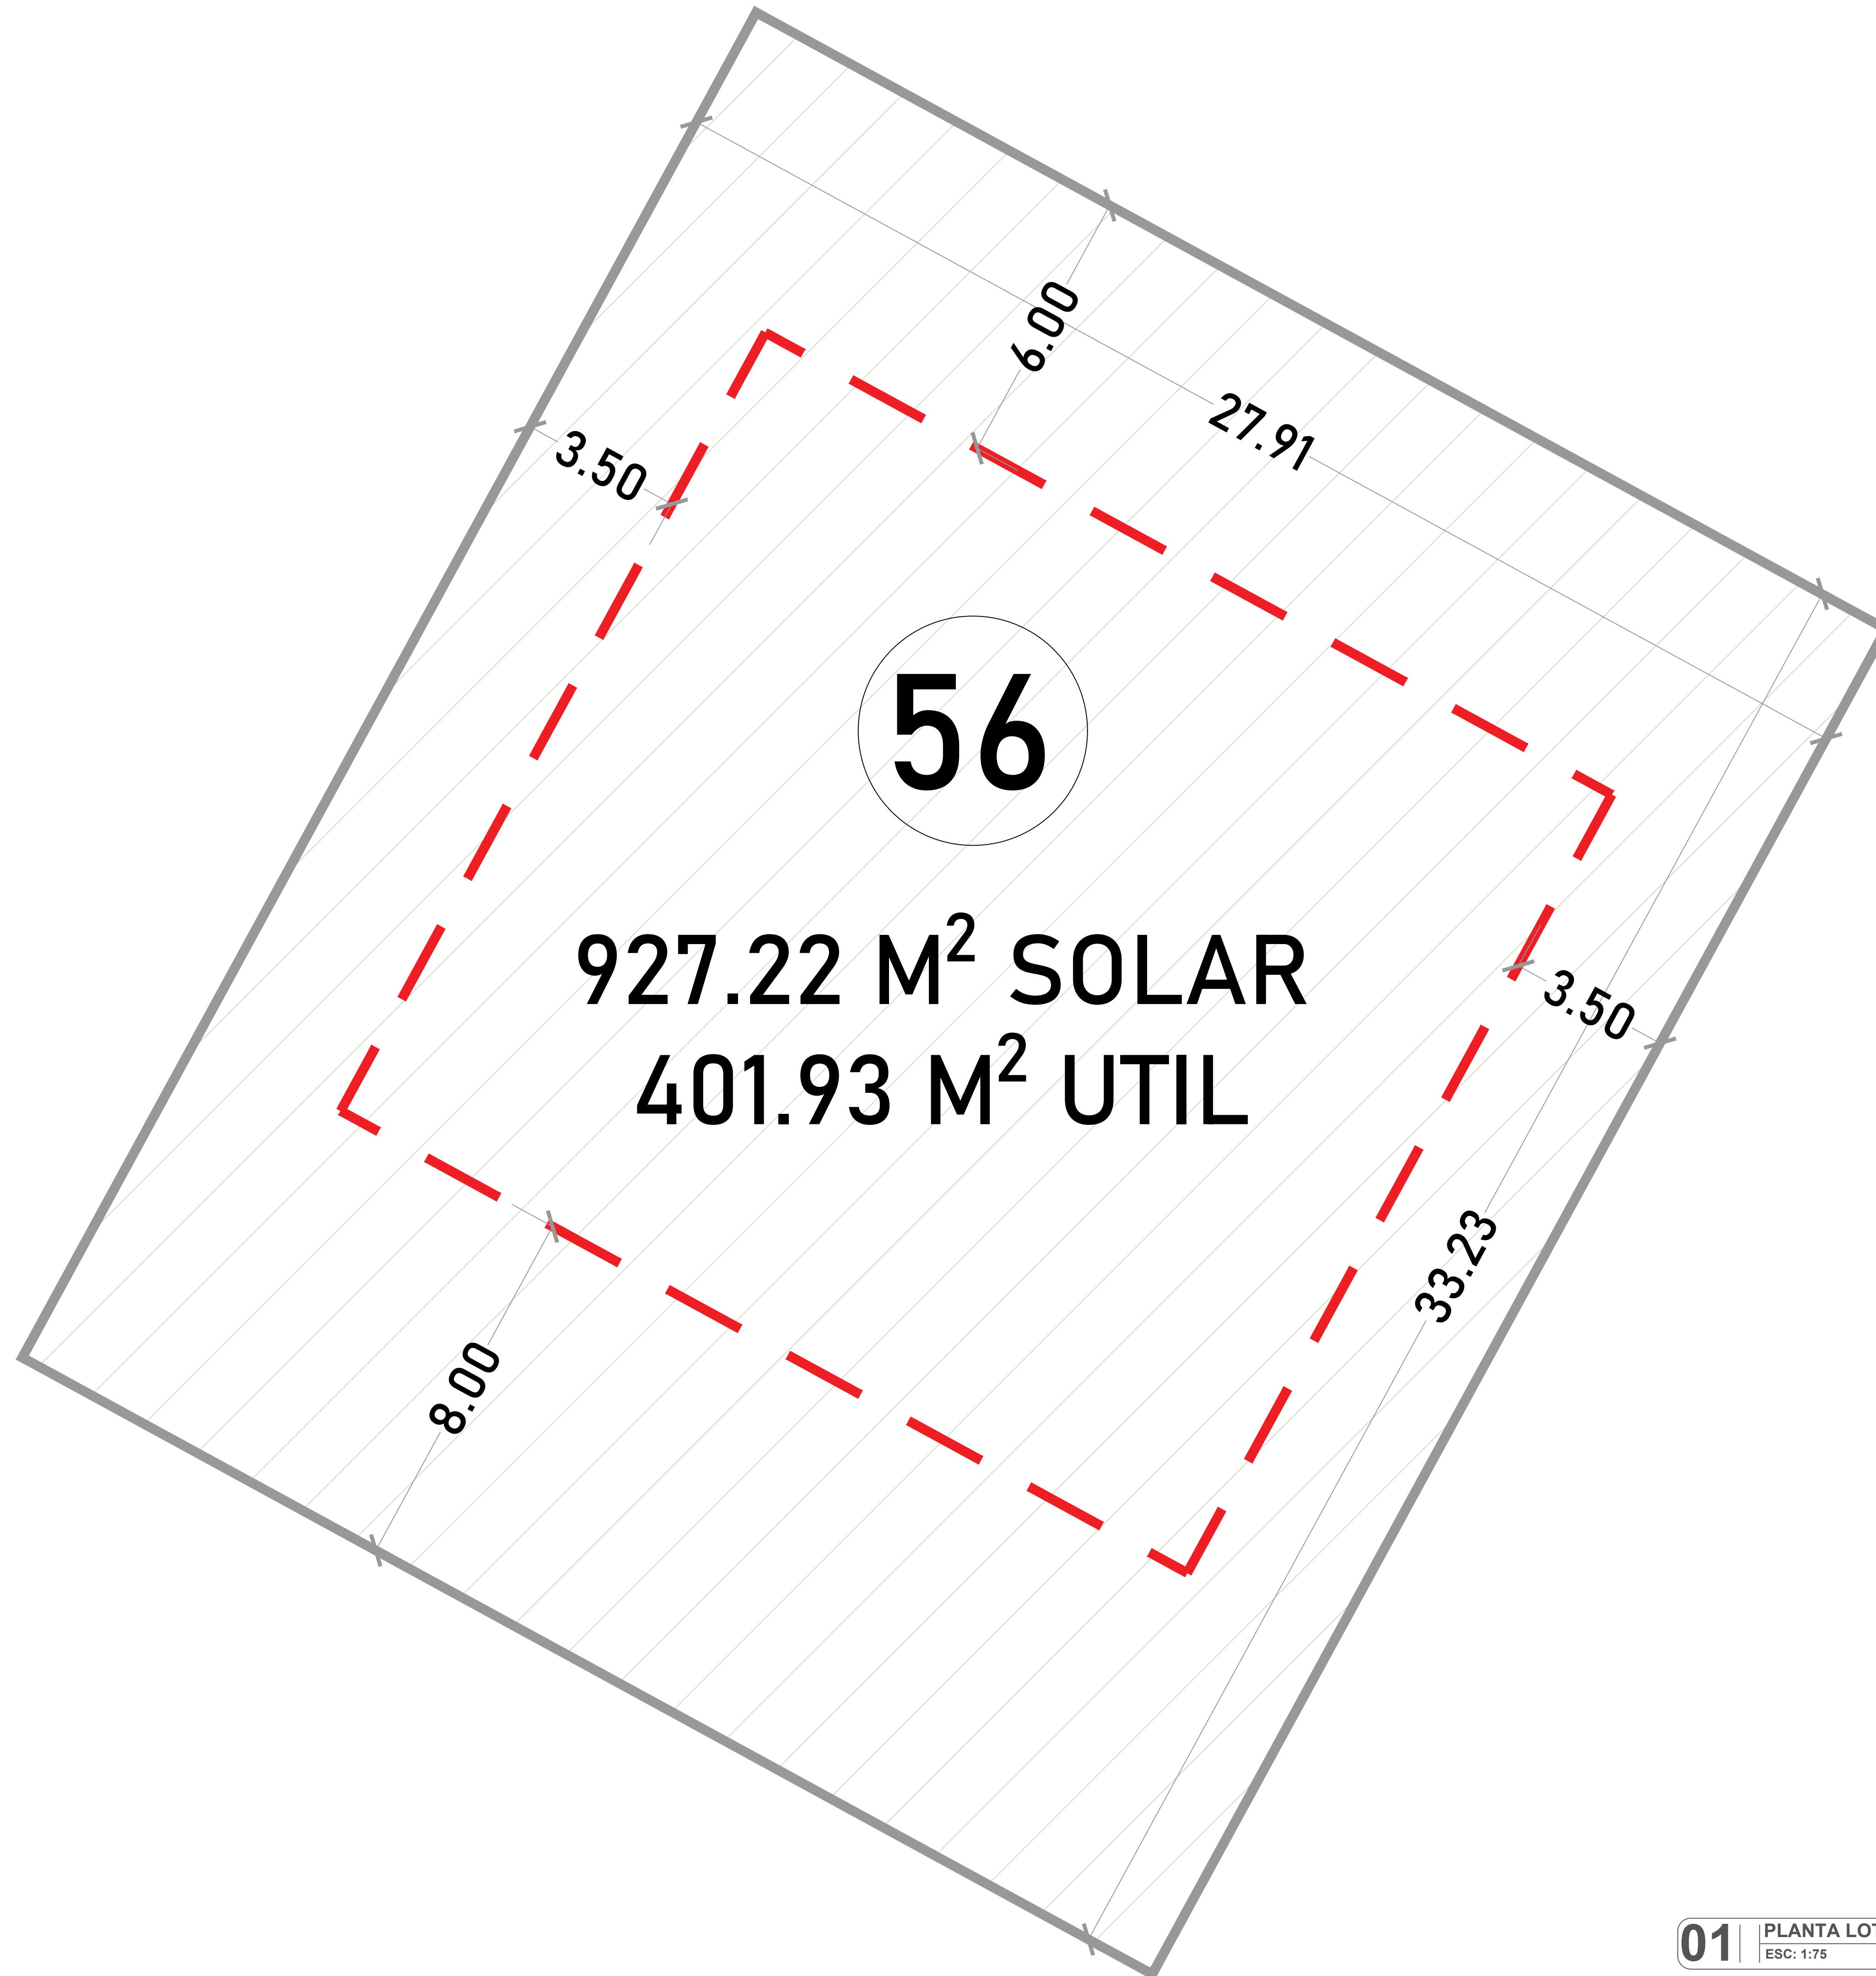 6.00
27.91
3.50
56
927.22 M² SOLAR
401.93 M² UTIL
3.50
33.23
8.00
01
PLANTA
ESC: 1:75